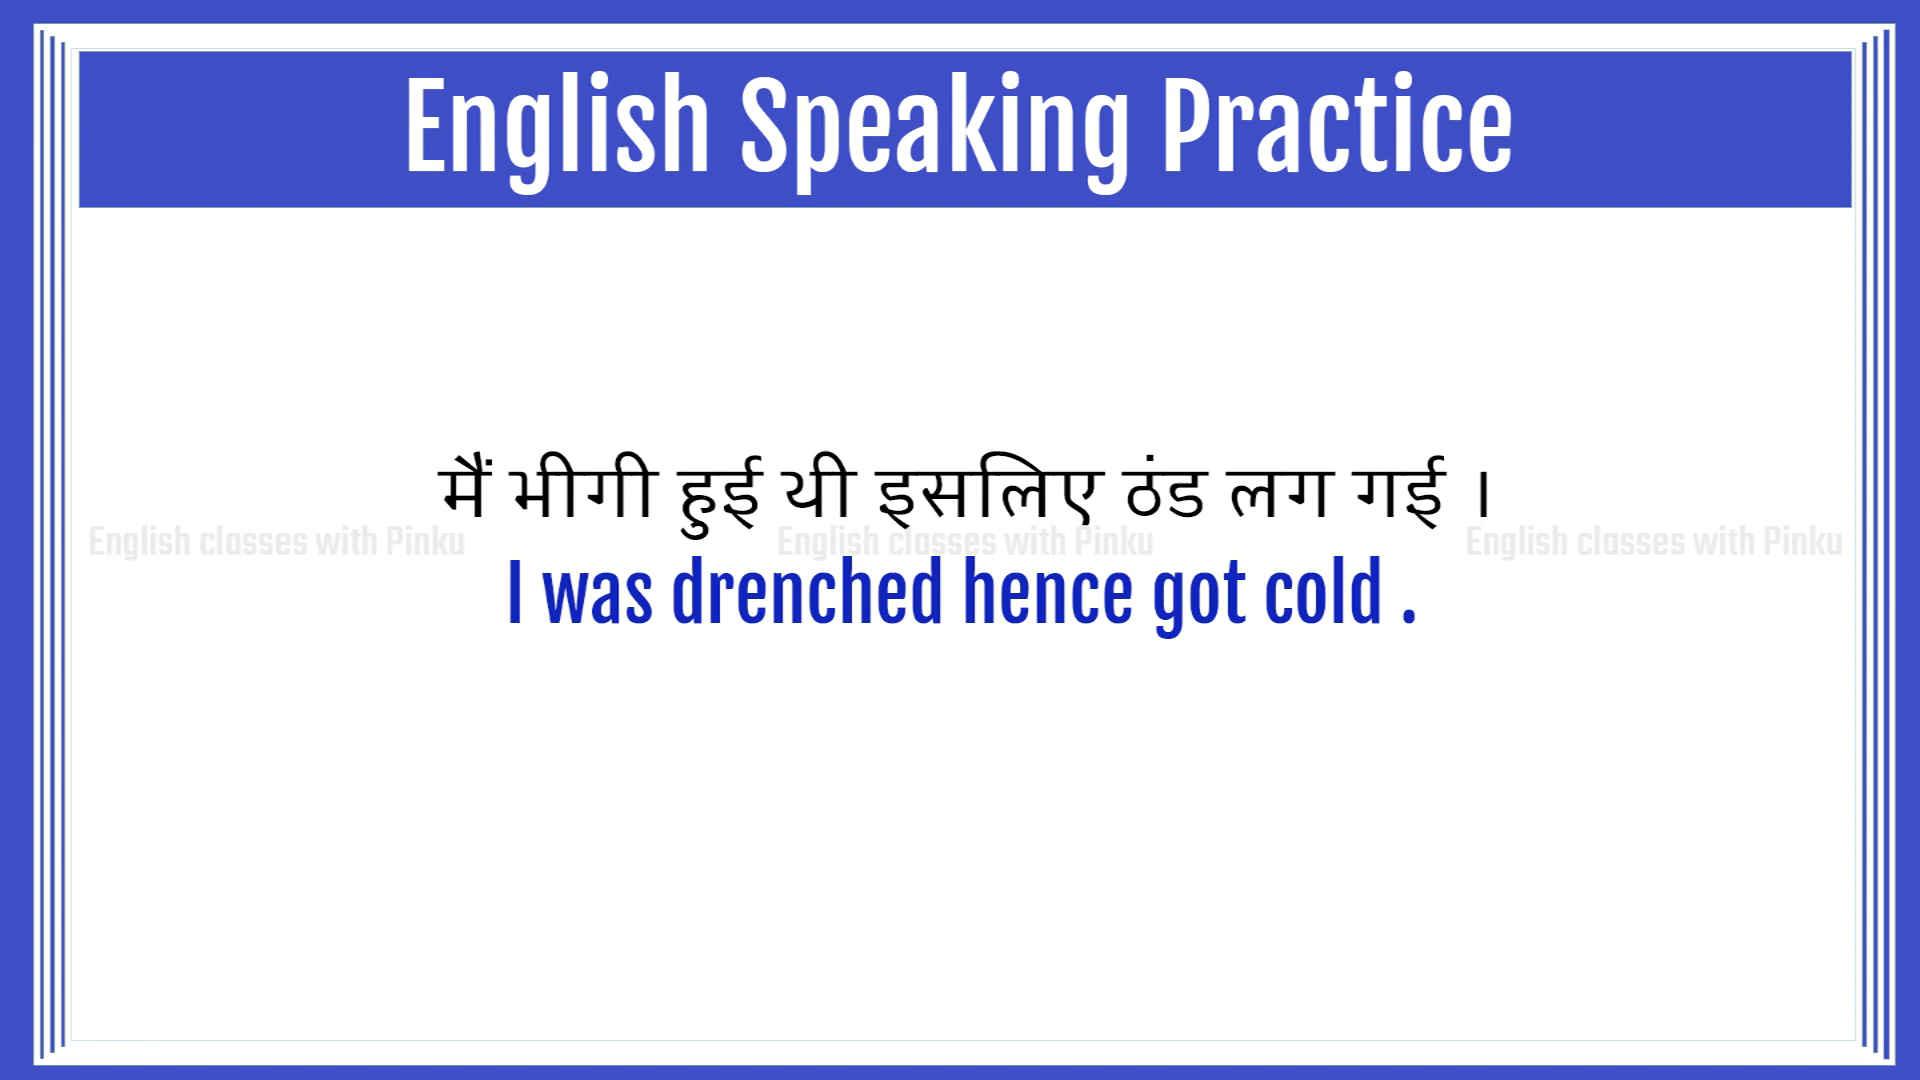 English Speaking Practice
मैं भीगी हुई थी इसलिए ठंड लग गई ।
English classes with Pinku English classes with Pinku English classes with Pinku
I was drenched hence got cold .